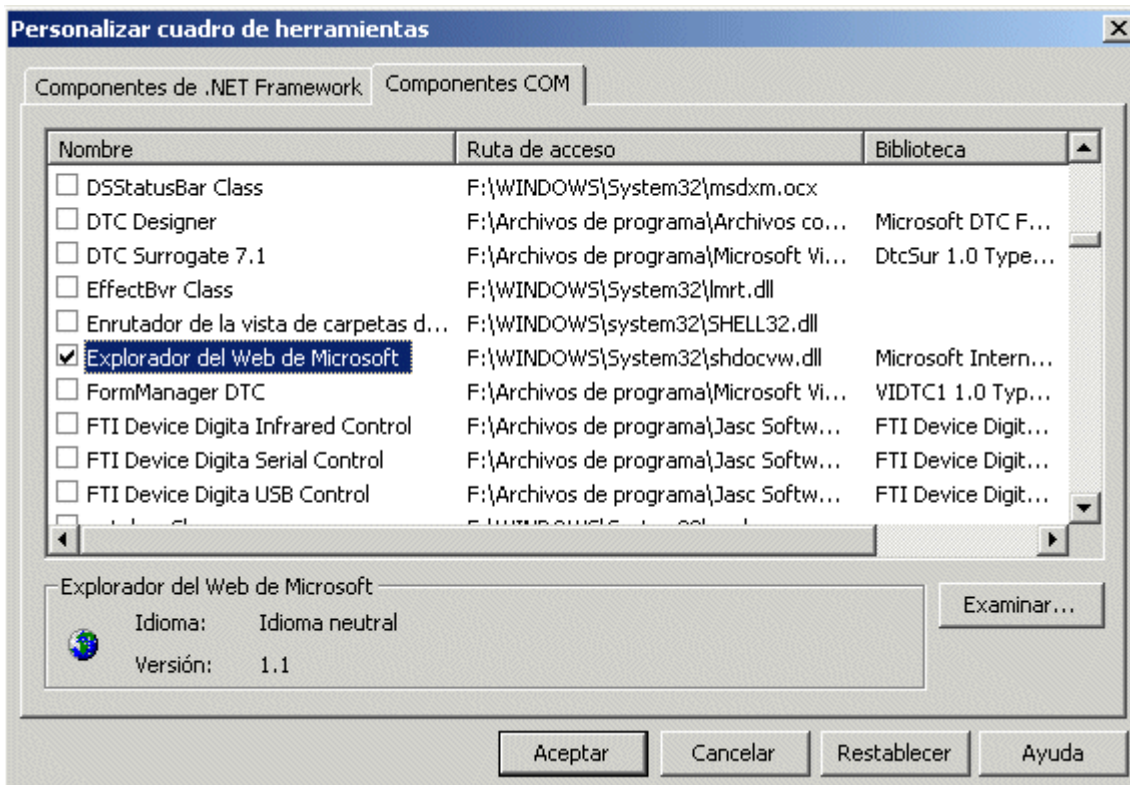 Personalizar cuadro de herramientas
Componentes de .NET Framework Componentes COM
Nombre Ruta de acceso Biblioteca
DSStatusBar Class F:\WINDOWS\System32\msdxm.ocx
DTC Designer F:\Archivos de programa\Archivos co... Microsoft DTC F...
DTC Surrogate 7.1 F:\Archivos de programa\Microsoft Vi... DtcSur 1.0 Type...
EffectBvr Class F:\WINDOWS\System32\lmrt.dll
Enrutador de la vista de carpetas d... F:\WINDOWS\system32\SHELL32.dll
Explorador del Web de Microsoft F:\WINDOWS\System32\shdocvw.dll Microsoft Intern...
FormManager DTC F:\Archivos de programa\Microsoft Vi... VIDTC1 1.0 Typ...
FTI Device Digita Infrared Control F:\Archivos de programa\Jasc Softw... FTI Device Digit...
FTI Device Digita Serial Control F:\Archivos de programa\Jasc Softw... FTI Device Digit...
FTI Device Digita USB Control F:\Archivos de programa\Jasc Softw... FTI Device Digit...
Explorador del Web de Microsoft
Examinar...
Idioma: Idioma neutral
Versión: 1.1
Aceptar Cancelar Restablecer Ayuda